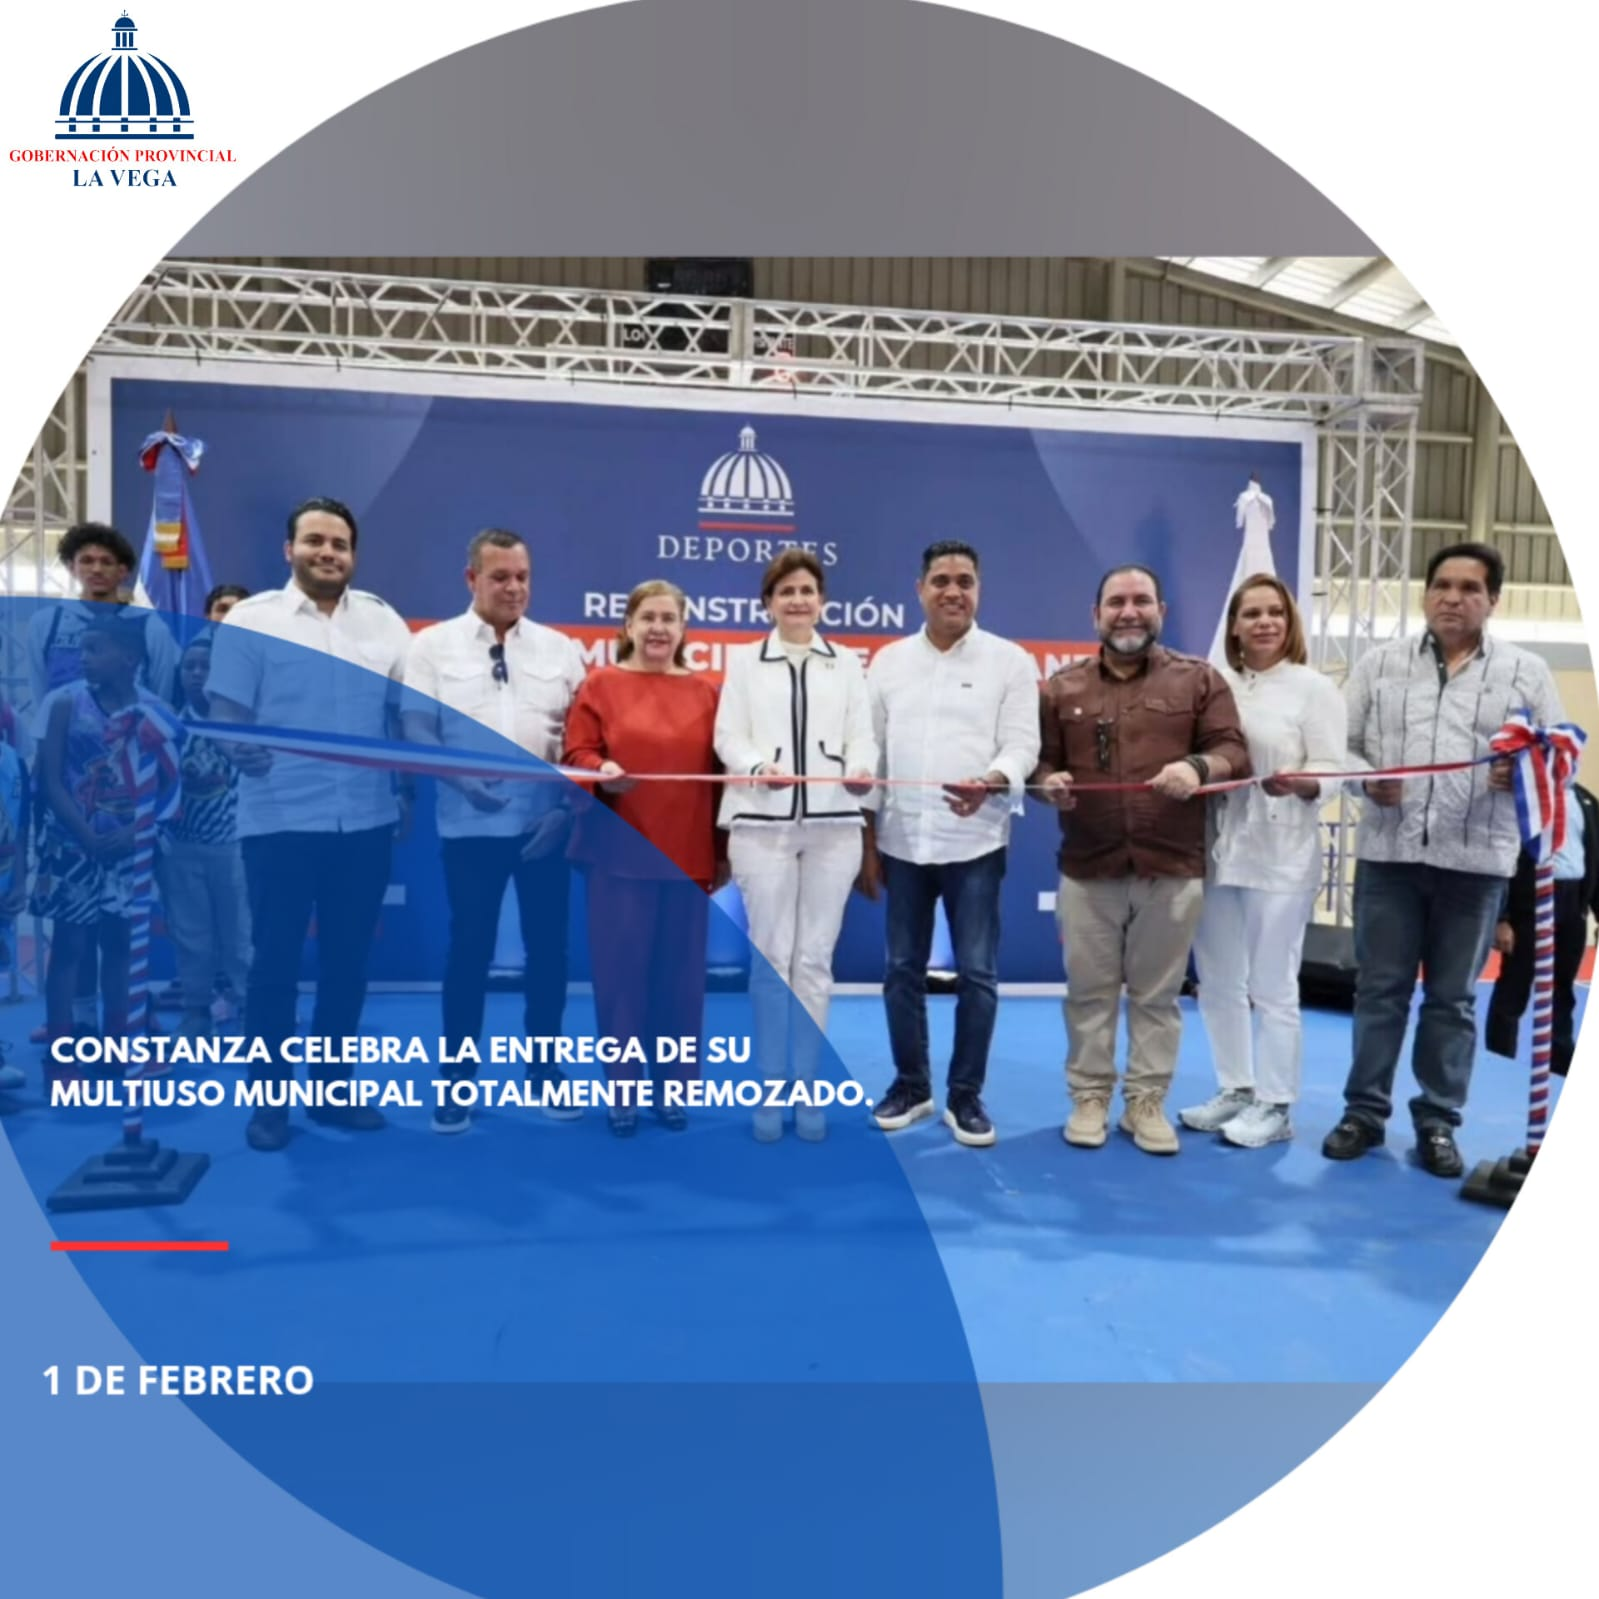 GOBERNACIÓN PROVINCIAL
LA VEGA
DEPORTES
CONSTANZA CELEBRA LA ENTREGA DE SU
MULTIUSO MUNICIPAL TOTALMENTE REMOZADO.
1 DE FEBRERO